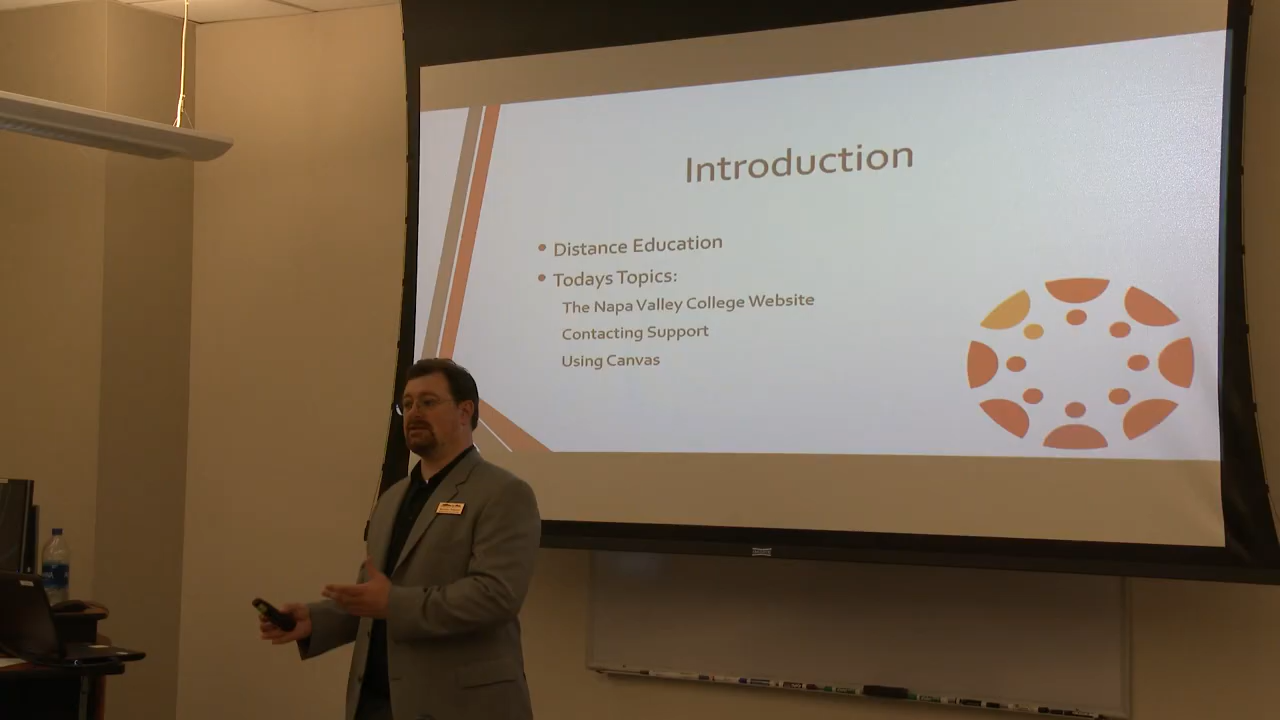 Introduction
• Distance Education
• Todays Topics:
The Napa Valley College Website
Contacting Support
Using Canvas